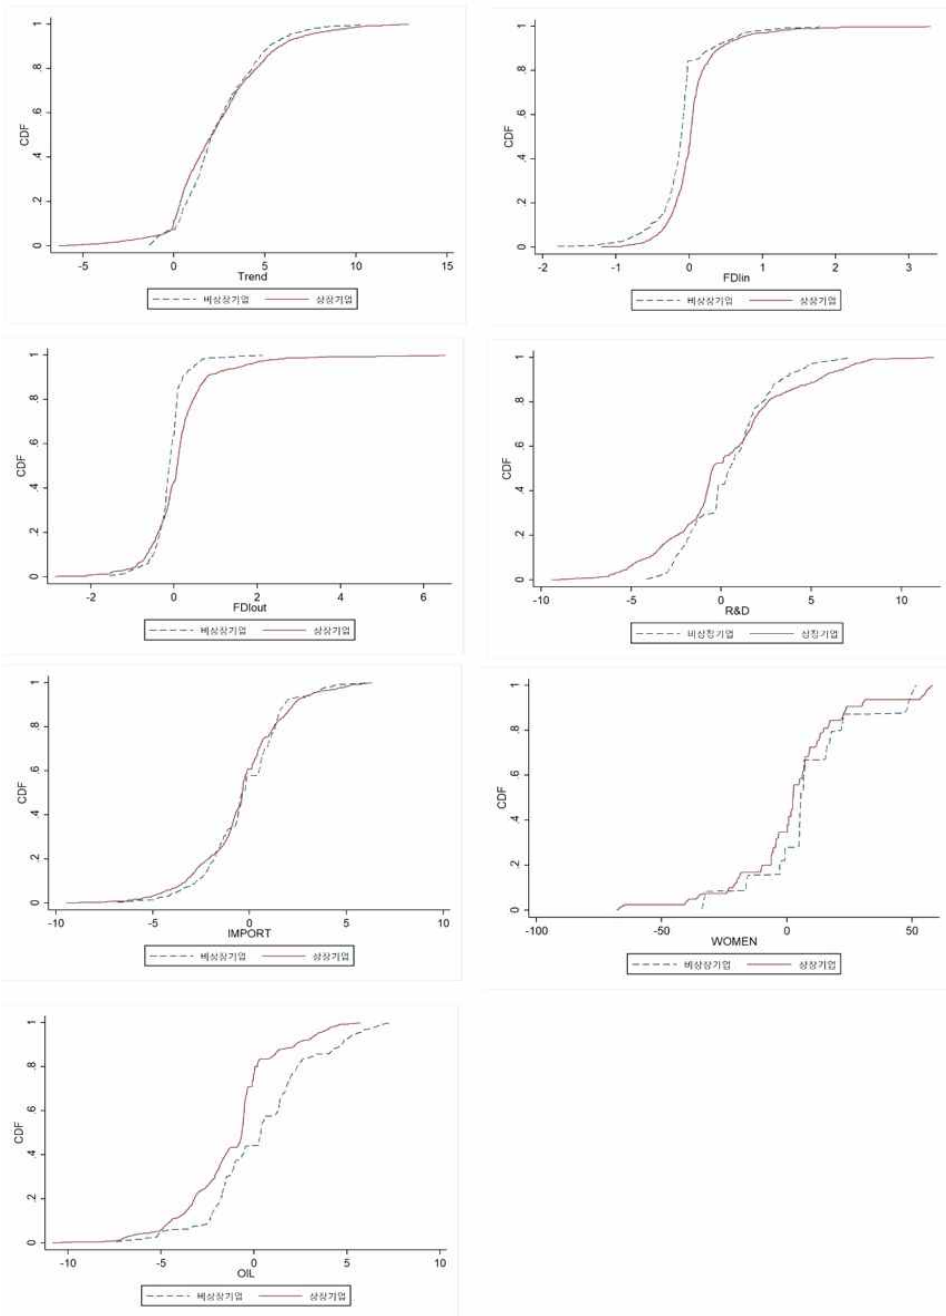 CDF
0 .2 .4 .6 .8 1
-5 0 5 10 15
Trend
비상장기업 상장기업
CDF
0 .2 .4 .6 .8 1
-2 -1 0 1 2 3
FDIin
비상장기업 상장기업
CDF
0 .2 .4 .6 .8 1
-2 0 2 4 6
FDIout
비상장기업 상장기업
CDF
0 .2 .4 .6 .8 1
-10 -5 0 5 10
R&D
비상장기업 상장기업
CDF
0 .2 .4 .6 .8 1
-10 -5 0 5 10
IMPORT
비상장기업 상장기업
CDF
0 .2 .4 .6 .8 1
-100 -50 0 50
WOMEN
비상장기업 상장기업
CDF
0 .2 .4 .6 .8 1
-10 -5 0 5 10
OIL
비상장기업 상장기업